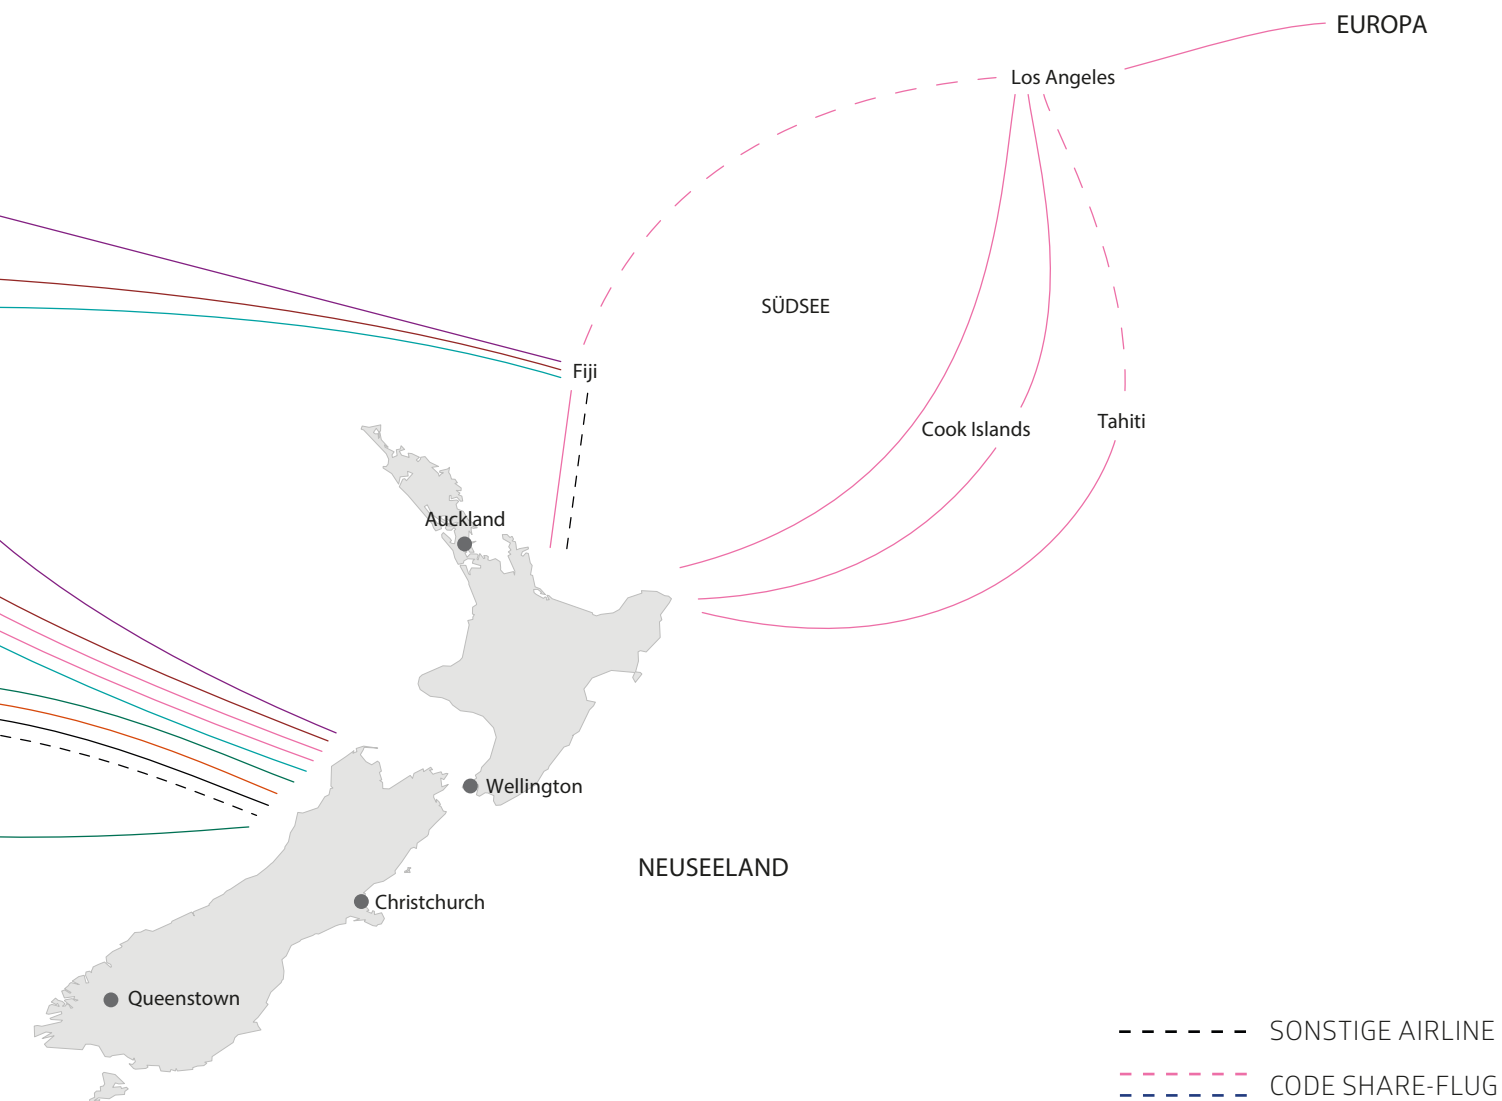 EUROPA
Los Angeles
SÜDSEE
Fiji
Cook Islands
Tahiti
Auckland
Wellington
NEUSEELAND
Christchurch
Queenstown
SONSTIGE AIRLINE
CODE SHARE-FLUG